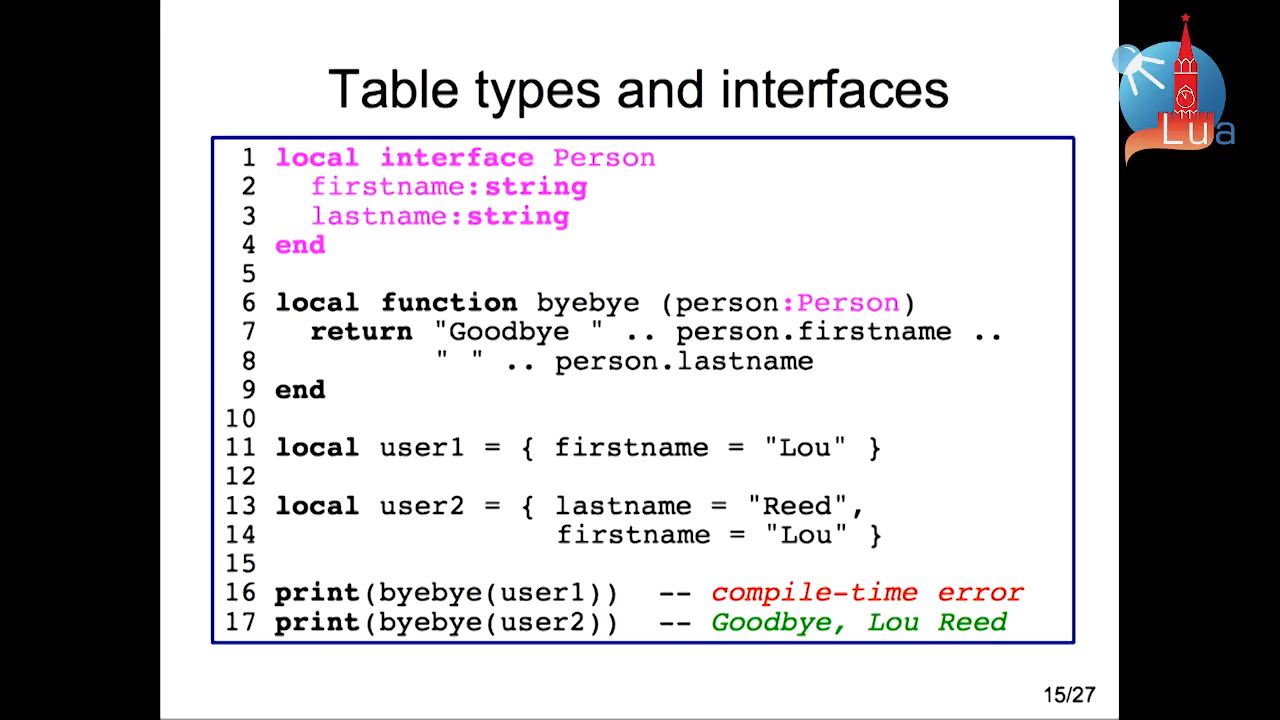 Table types and interfaces
Lua
1 local interface Person
2   firstname:string
3   lastname:string
4 end
5
6 local function byebye (person:Person)
7   return "Goodbye " .. person.firstname ..
8          " " .. person.lastname
9 end
10
11 local user1 = { firstname = "Lou" }
12
13 local user2 = { lastname = "Reed",
14                 firstname = "Lou" }
15
16 print(byebye(user1))  -- compile-time error
17 print(byebye(user2))  -- Goodbye, Lou Reed
15/27